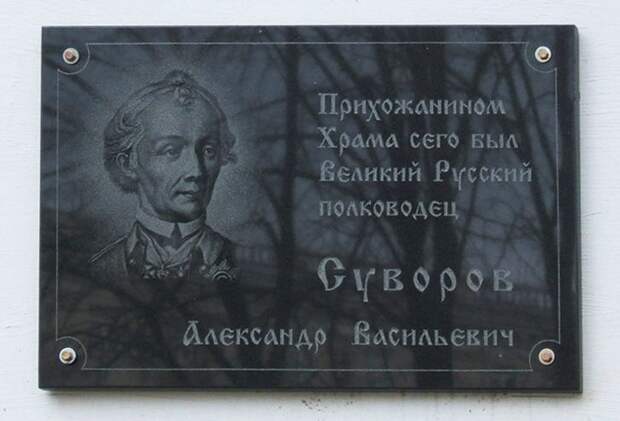 Прихожанином
Храма сего был
Великий Русский
полководец
Суворов
Александр Васильевич